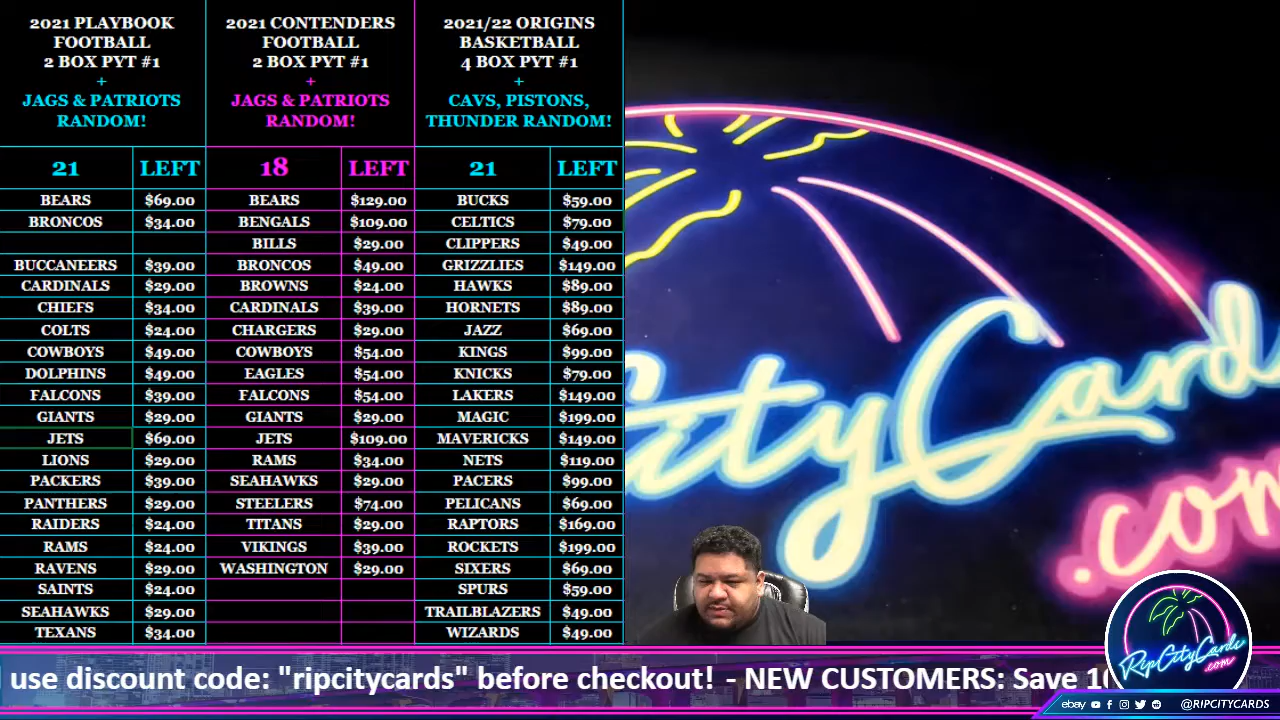 2021 PLAYBOOK
FOOTBALL
2 BOX PYT #1
+
JAGS & PATRIOTS
RANDOM!
21 LEFT
BEARS $69.00
BRONCOS $34.00
BUCCANEERS $39.00
CARDINALS $29.00
CHIEFS $34.00
COLTS $24.00
COWBOYS $49.00
DOLPHINS $49.00
FALCONS $39.00
GIANTS $29.00
JETS $69.00
LIONS $29.00
PACKERS $39.00
PANTHERS $29.00
RAIDERS $24.00
RAMS $24.00
RAVENS $29.00
SAINTS $24.00
SEAHAWKS $29.00
TEXANS $34.00
2021 CONTENDERS
FOOTBALL
2 BOX PYT #1
+
JAGS & PATRIOTS
RANDOM!
18 LEFT
BEARS $129.00
BENGALS $109.00
BILLS $29.00
BRONCOS $49.00
BROWNS $24.00
CARDINALS $39.00
CHARGERS $29.00
COWBOYS $54.00
EAGLES $54.00
FALCONS $54.00
GIANTS $29.00
JETS $109.00
RAMS $34.00
SEAHAWKS $29.00
STEELERS $74.00
TITANS $29.00
VIKINGS $39.00
WASHINGTON $29.00
2021/22 ORIGINS
BASKETBALL
4 BOX PYT #1
+
CAVS, PISTONS,
THUNDER RANDOM!
21 LEFT
BUCKS $59.00
CELTICS $79.00
CLIPPERS $49.00
GRIZZLIES $149.00
HAWKS $89.00
HORNETS $89.00
JAZZ $69.00
KINGS $99.00
KNICKS $79.00
LAKERS $149.00
MAGIC $199.00
MAVERICKS $149.00
NETS $119.00
PACERS $99.00
PELICANS $69.00
RAPTORS $169.00
ROCKETS $199.00
SIXERS $69.00
SPURS $59.00
TRAILBLAZERS $49.00
WIZARDS $49.00
CityCards
.com
RipCityCards
.com
use discount code: "ripcitycards" before checkout! - NEW CUSTOMERS: Save
ebay @RIPCITYCARDS